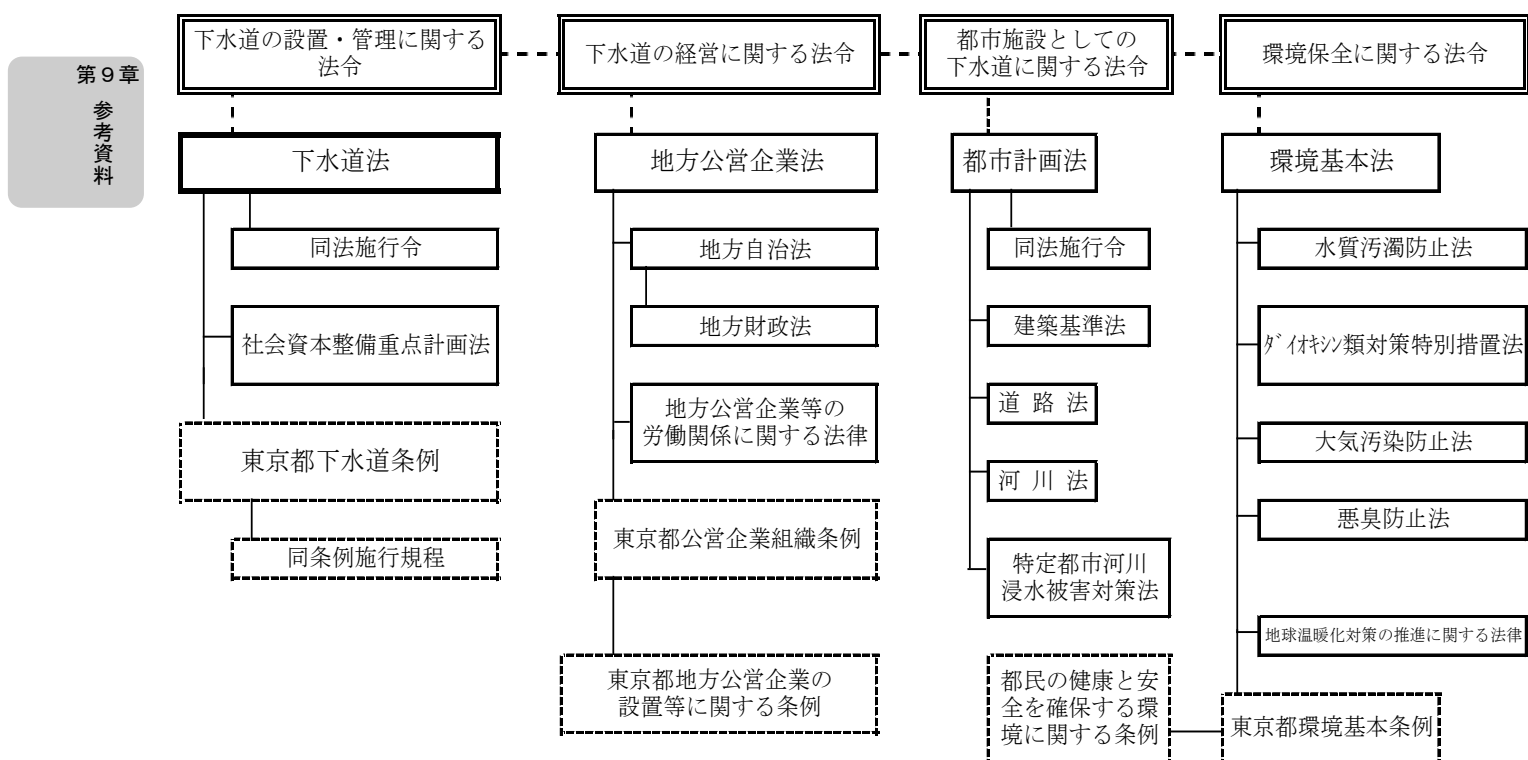 第９章
参考資料
下水道の設置・管理に関する
法令
下水道の経営に関する法令
都市施設としての
下水道に関する法令
環境保全に関する法令
下水道法
地方公営企業法
都市計画法
環境基本法
同法施行令
地方自治法
同法施行令
水質汚濁防止法
社会資本整備重点計画法
地方財政法
建築基準法
ﾀﾞｲｵｷｼﾝ類対策特別措置法
地方公営企業等の
労働関係に関する法律
道 路 法
大気汚染防止法
東京都下水道条例
河 川 法
悪臭防止法
東京都公営企業組織条例
同条例施行規程
特定都市河川
浸水被害対策法
地球温暖化対策の推進に関する法律
東京都地方公営企業の
設置等に関する条例
都民の健康と安
全を確保する環
境に関する条例
東京都環境基本条例